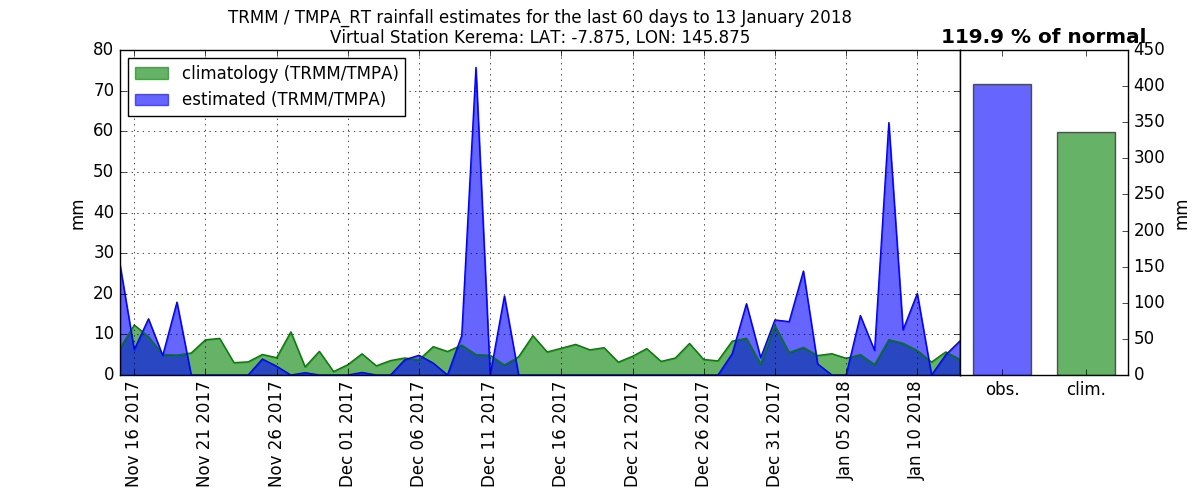 TRMM / TMPA_RT rainfall estimates for the last 60 days to 13 January 2018
Virtual Station Kerema: LAT: -7.875, LON: 145.875
119.9 % of normal
climatology (TRMM/TMPA)
estimated (TRMM/TMPA)
mm
80
70
60
50
40
30
20
10
0
Nov 16 2017
Nov 21 2017
Nov 26 2017
Dec 01 2017
Dec 06 2017
Dec 11 2017
Dec 16 2017
Dec 21 2017
Dec 26 2017
Dec 31 2017
Jan 05 2018
Jan 10 2018
obs.
clim.
450
400
350
300
250
200
150
100
50
0
mm